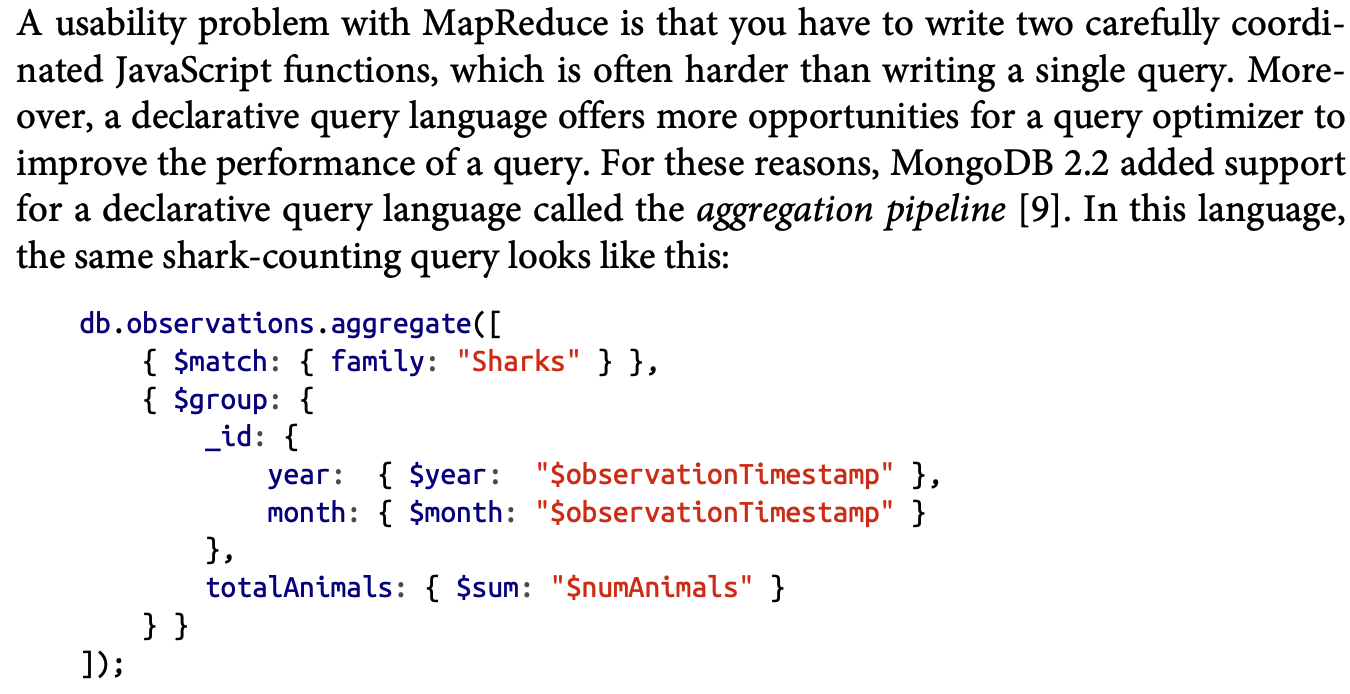 A usability problem with MapReduce is that you have to write two carefully coordi-
nated JavaScript functions, which is often harder than writing a single query. More-
over, a declarative query language offers more opportunities for a query optimizer to
improve the performance of a query. For these reasons, MongoDB 2.2 added support
for a declarative query language called the aggregation pipeline [9]. In this language,
the same shark-counting query looks like this:
db.observations.aggregate([
    { $match: { family: "Sharks" } },
    { $group: {
        _id: {
            year:  { $year:  "$observationTimestamp" },
            month: { $month: "$observationTimestamp" }
        },
        totalAnimals: { $sum: "$numAnimals" }
    } }
]);